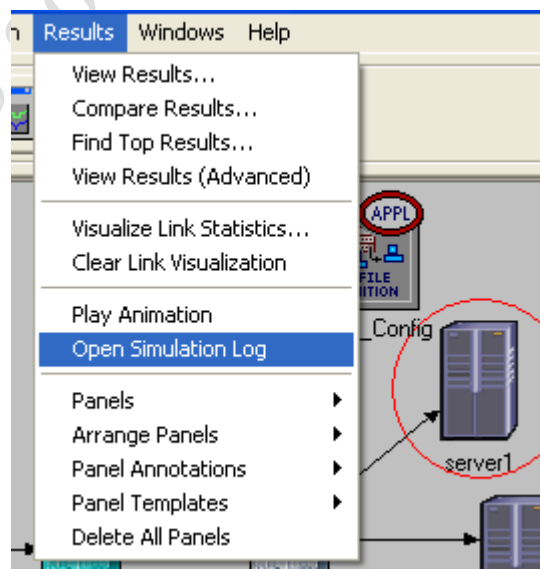 Results Windows Help
View Results...
Compare Results...
Find Top Results...
View Results (Advanced)
Visualize Link Statistics...
Clear Link Visualization
Play Animation
Open Simulation Log
Panels
Arrange Panels
Panel Annotations
Panel Templates
Delete All Panels
APPL
FILE
_Config
server1